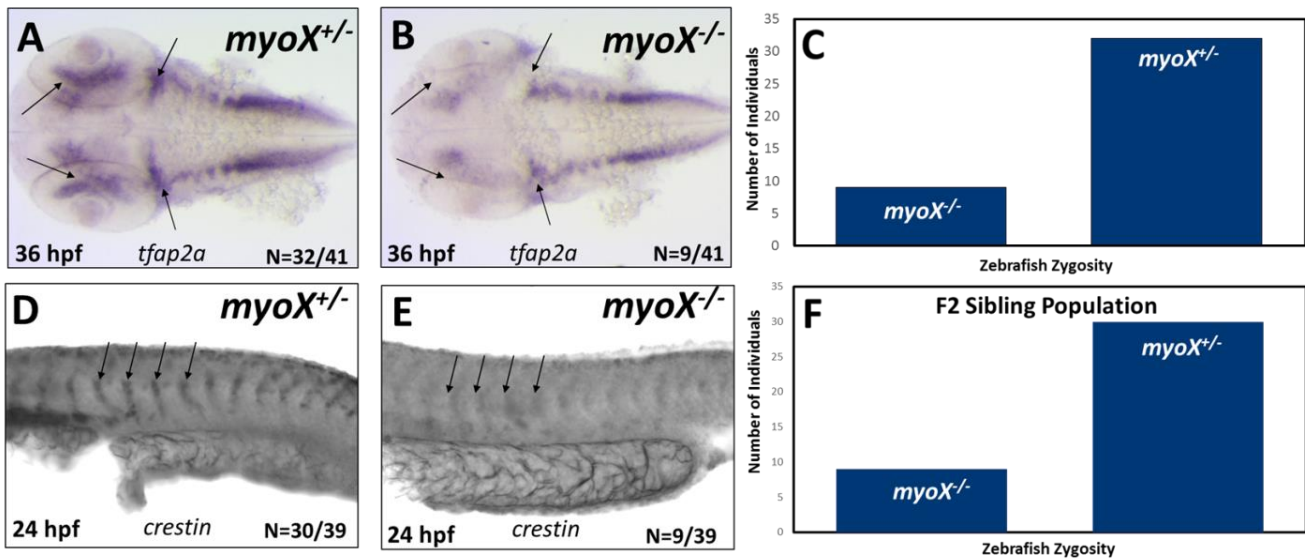 A
myoX+/-
36 hpf
tfap2a
N=32/41
B
myoX-/-
36 hpf
tfap2a
N=9/41
C
Number of Individuals
35
30
25
20
15
10
5
0
myoX-/-
myoX+/-
Zebrafish Zygosity
D
myoX+/-
24 hpf
crestin
N=30/39
E
myoX-/-
24 hpf
crestin
N=9/39
F
F2 Sibling Population
Number of Individuals
35
30
25
20
15
10
5
0
myoX-/-
myoX+/-
Zebrafish Zygosity